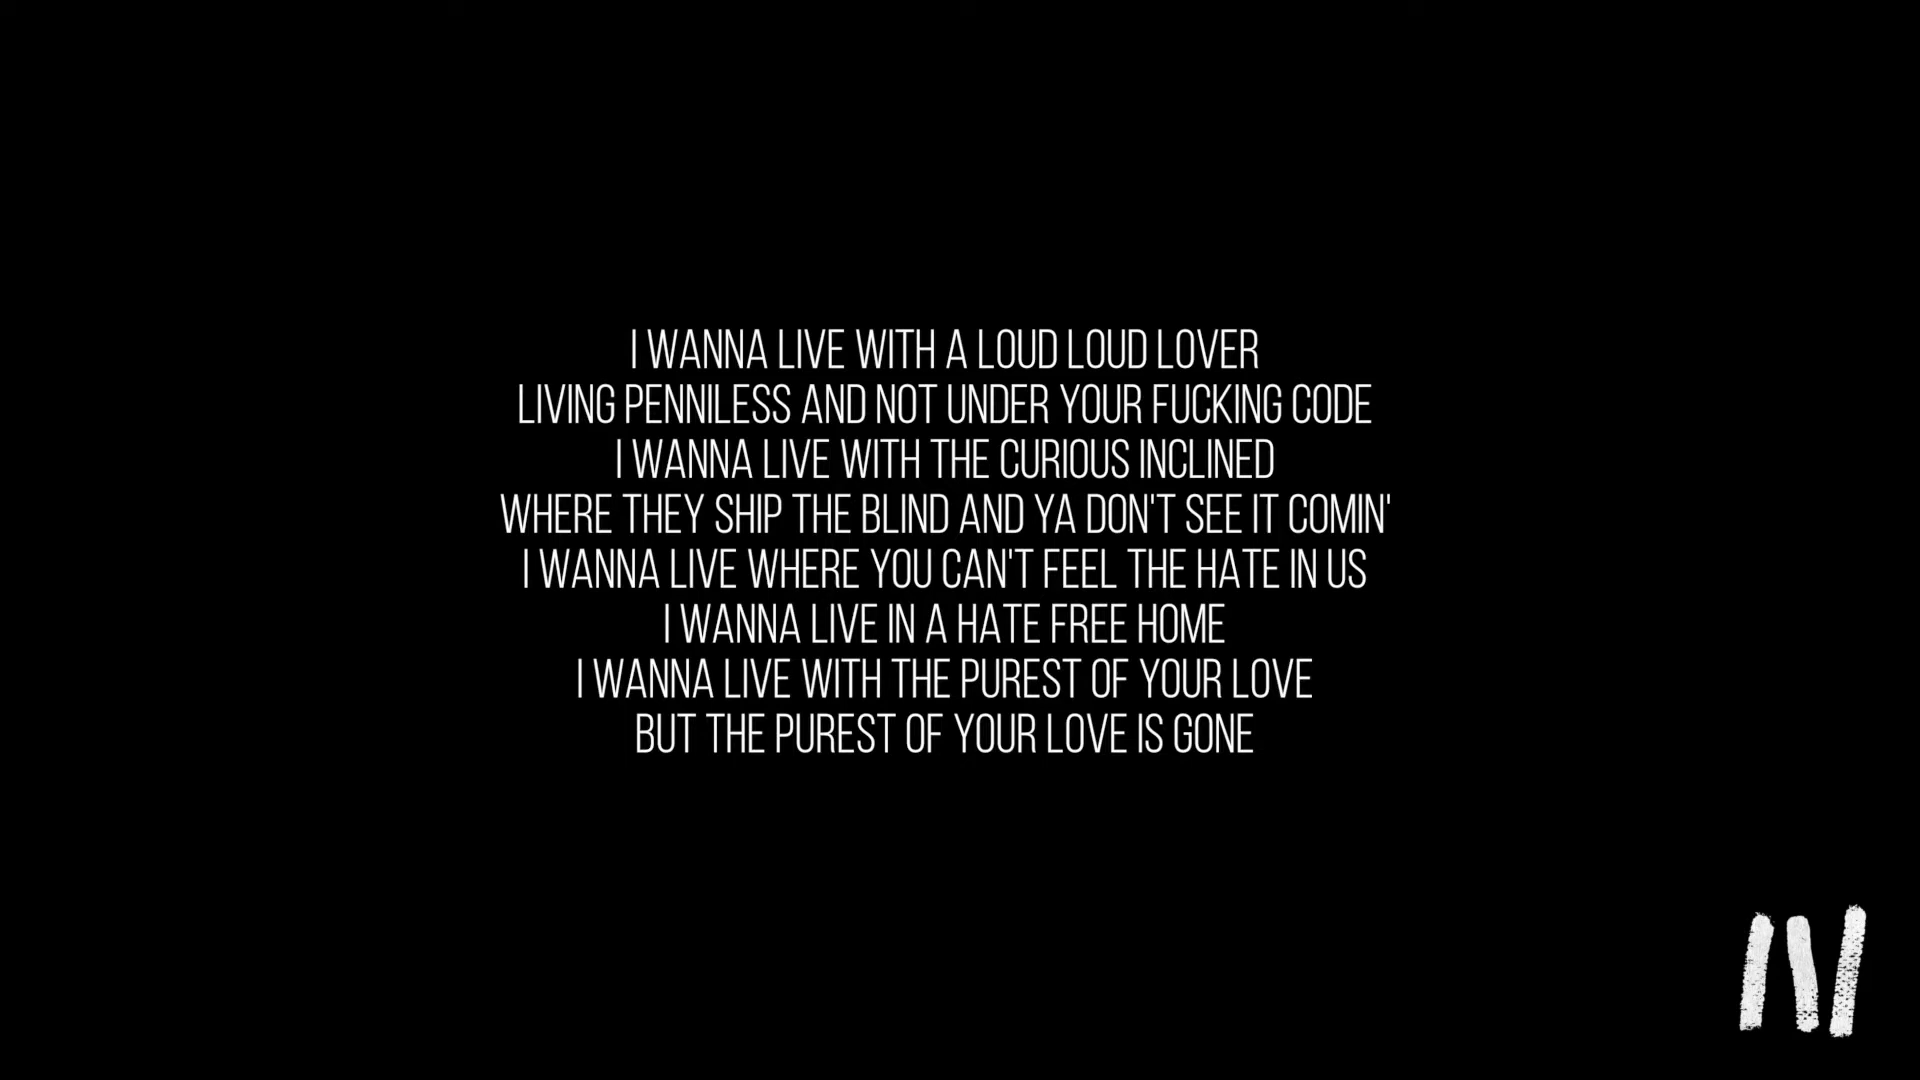 I WANNA LIVE WITH A LOUD LOUD LOVER
LIVING PENNILESS AND NOT UNDER YOUR FUCKING CODE
I WANNA LIVE WITH THE CURIOUS INCLINED
WHERE THEY SHIP THE BLIND AND YA DON'T SEE IT COMIN'
I WANNA LIVE WHERE YOU CAN'T FEEL THE HATE IN US
I WANNA LIVE IN A HATE FREE HOME
I WANNA LIVE WITH THE PUREST OF YOUR LOVE
BUT THE PUREST OF YOUR LOVE IS GONE